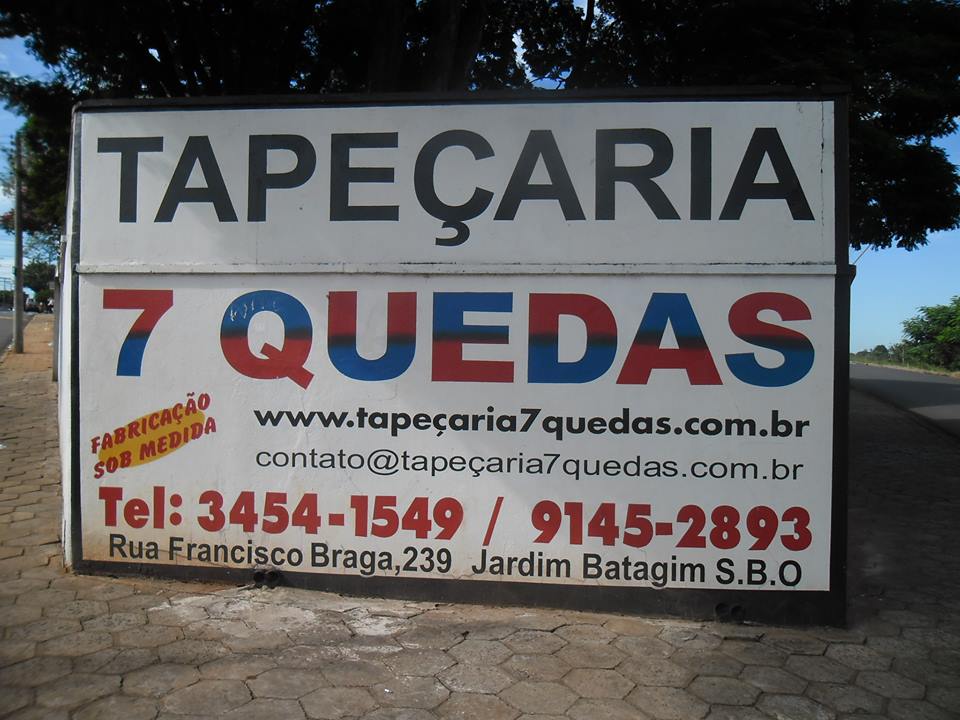 TAPEÇARIA
7 QUEDAS
www.tapeçaria7quedas.com.br
FABRICAÇÃO
SOB MEDIDA
contato@tapeçaria7quedas.com.br
Tel: 3454-1549 / 9145-2893
Rua Francisco Braga,239 Jardim Batagim S.B.O